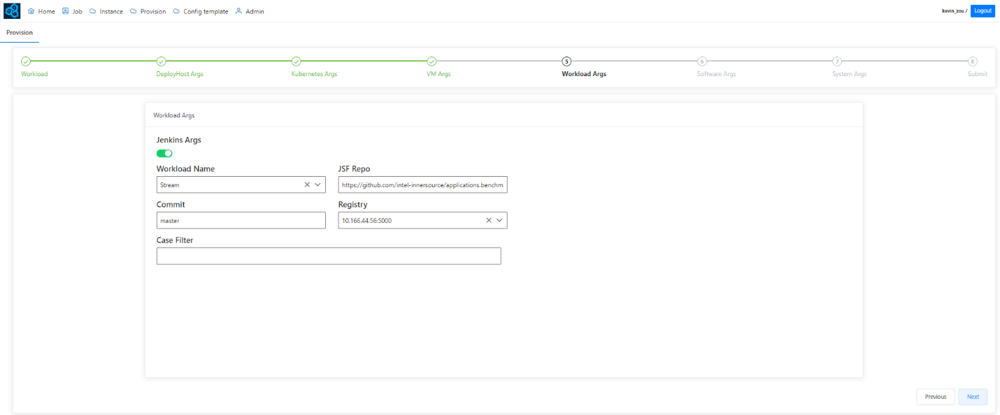 Home Job Instance Provision Config template Admin kevin_zou / Logout
Provision
5 6 7 8
Workload DeployHost Args Kubernetes Args VM Args Workload Args Software Args System Args Submit
Workload Args
Jenkins Args
Workload Name JSF Repo
Stream https://github.com/intel-innersource/applications.benchm
Commit Registry
master 10.166.44.56:5000
Case Filter
Previous Next